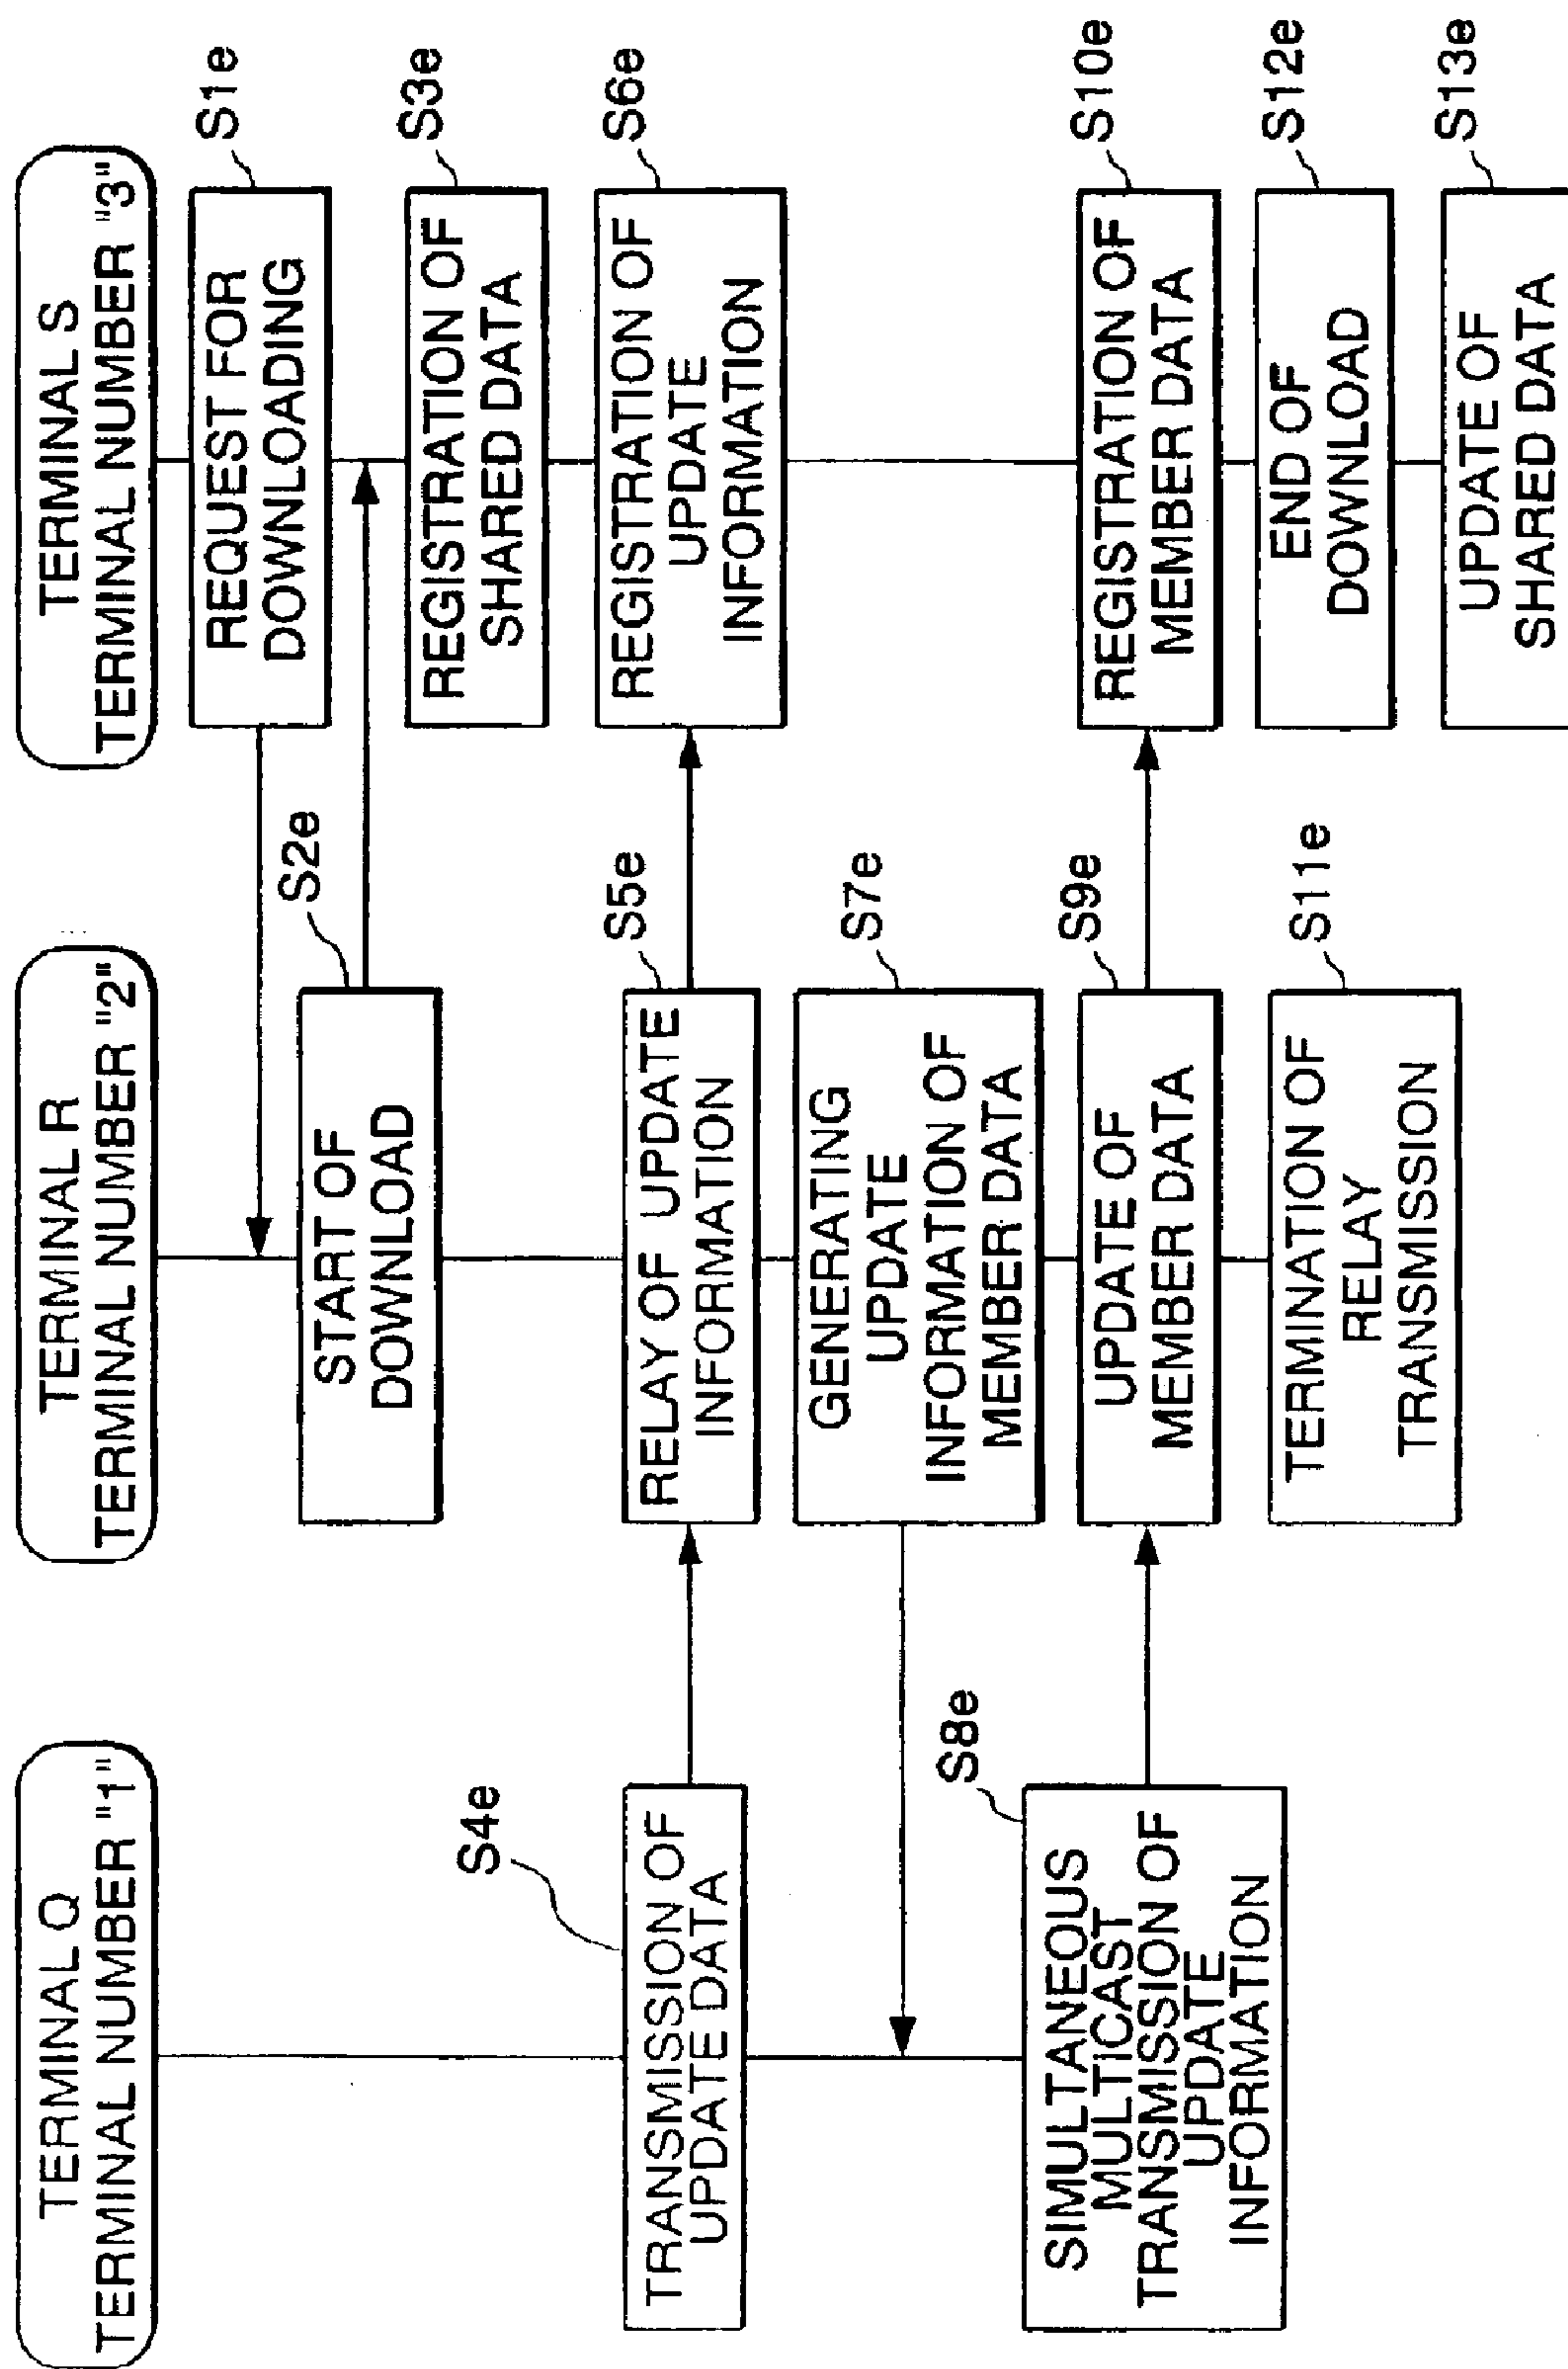 TERMINAL Q
TERMINAL NUMBER "1"
TERMINAL R
TERMINAL NUMBER "2"
TERMINAL S
TERMINAL NUMBER "3"
REQUEST FOR
DOWNLOADING
S1e
START OF
DOWNLOAD
S2e
REGISTRATION OF
SHARED DATA
S3e
TRANSMISSION OF
UPDATE DATA
S4e
RELAY OF UPDATE
INFORMATION
S5e
REGISTRATION OF
UPDATE
INFORMATION
S6e
GENERATING
UPDATE
INFORMATION OF
MEMBER DATA
S7e
SIMULTANEOUS
MULTiCAST
TRANSMISSION OF
UPDATE
INFORMATION
S8e
UPDATE OF
MEMBER DATA
S9e
REGISTRATION OF
MEMBER DATA
S10e
TERMINATION OF
RELAY
TRANSMISSION
S11e
END OF
DOWNLOAD
S12e
UPDATE OF
SHARED DATA
S13e